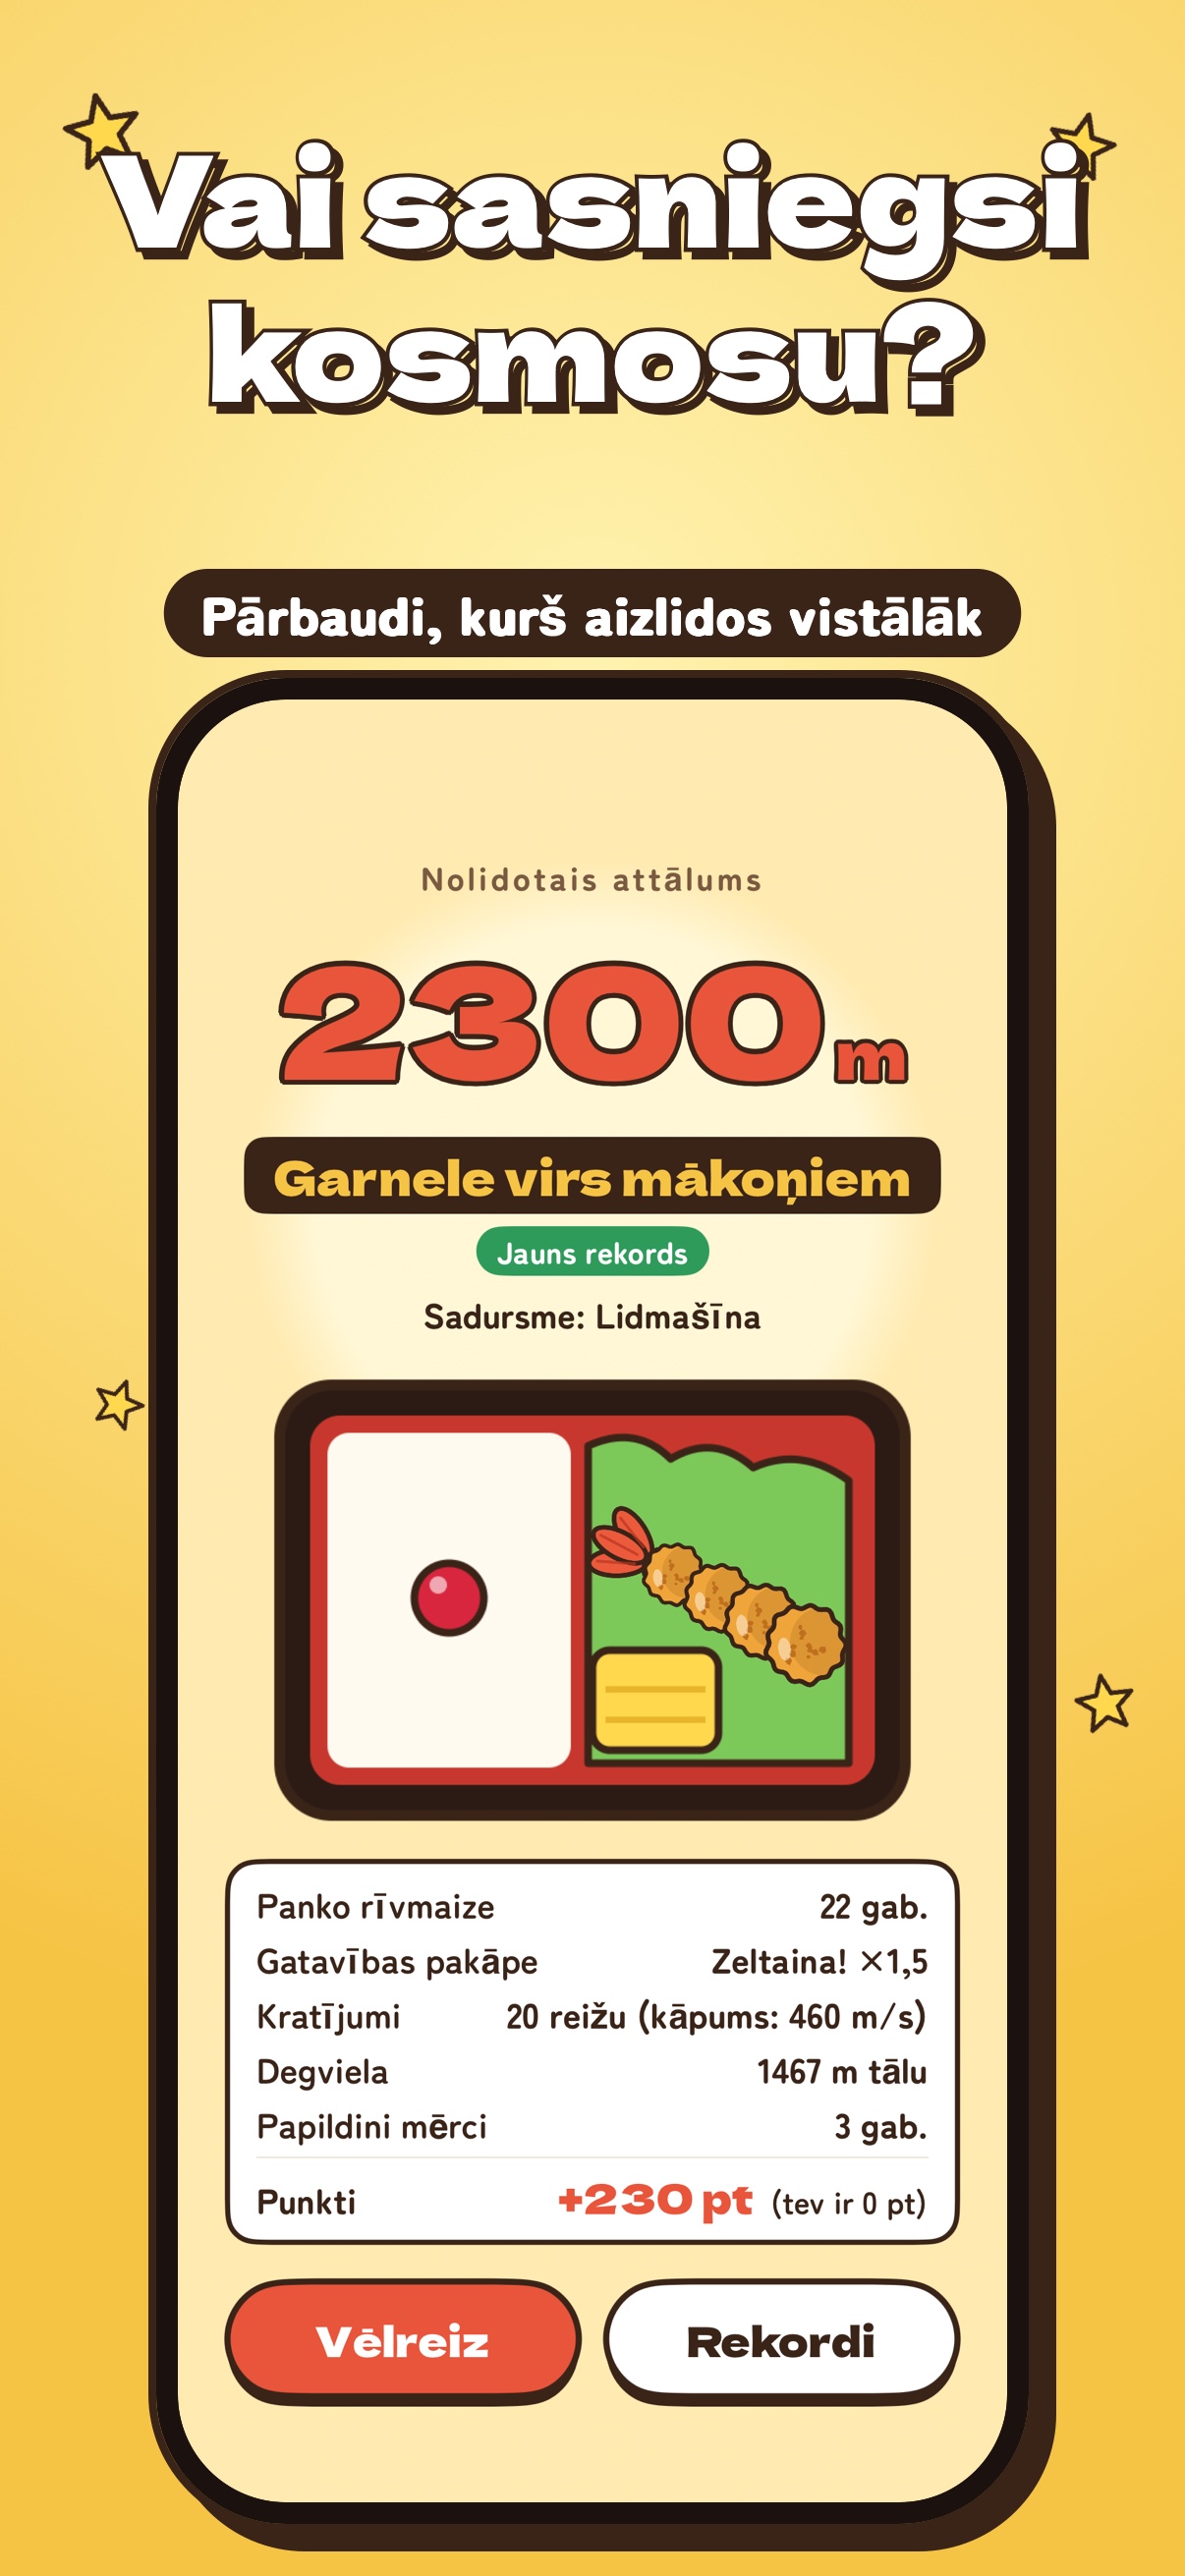 Vai sasniegsi
kosmosu?
Pārbaudi, kurš aizlidos vistālāk
Nolidotais attālums
2300 m
Garnele virs mākoņiem
Jauns rekords
Sadursme: Lidmašīna
Panko rīvmaize 22 gab.
Gatavības pakāpe Zeltaina! ×1,5
Kratījumi 20 reižu (kāpums: 460 m/s)
Degviela 1467 m tālu
Papildini mērci 3 gab.
Punkti +230 pt (tev ir 0 pt)
Vēlreiz Rekordi